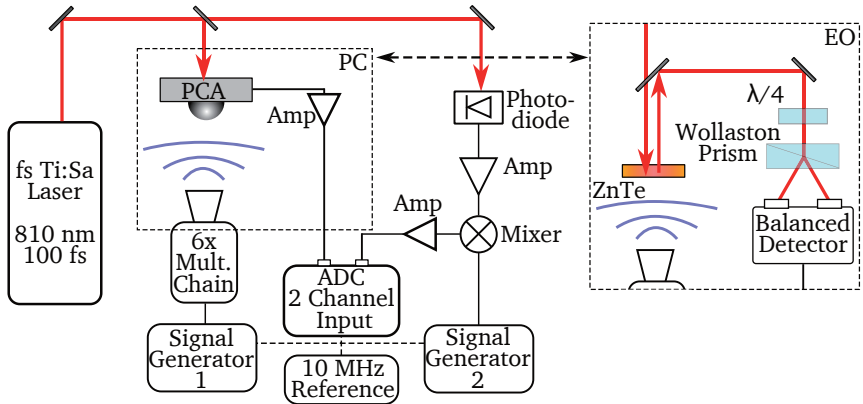 PC
EO
PCA
Amp
Photo-
diode
λ/4
Wollaston
Prism
fs Ti:Sa
Laser
810 nm
100 fs
Amp
ZnTe
Amp
Mixer
Balanced
Detector
6x
Mult.
Chain
ADC
2 Channel
Input
Signal
Generator
1
10 MHz
Reference
Signal
Generator
2